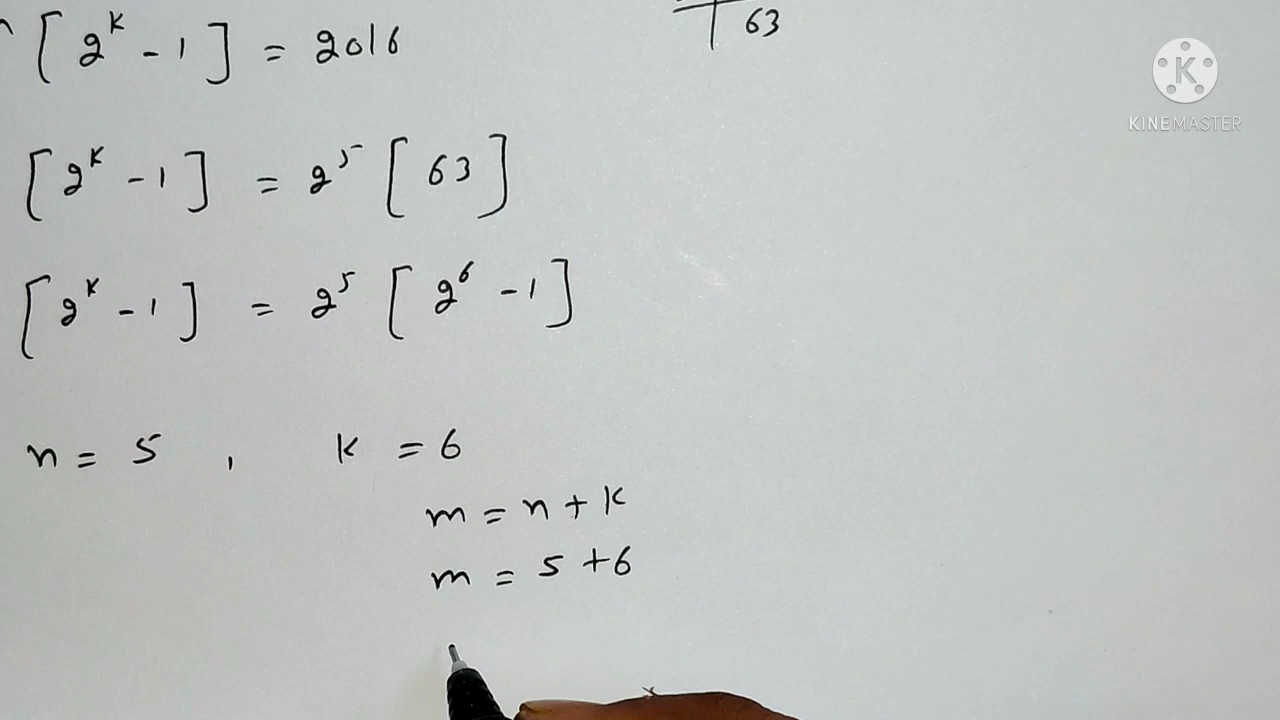 [ 2^k - 1 ] = 2016
63
K
KINEMASTER
[ 2^k - 1 ] = 2^5 [ 63 ]
[ 2^k - 1 ] = 2^5 [ 2^6 - 1 ]
n = 5 , k = 6
m = n + k
m = 5 + 6